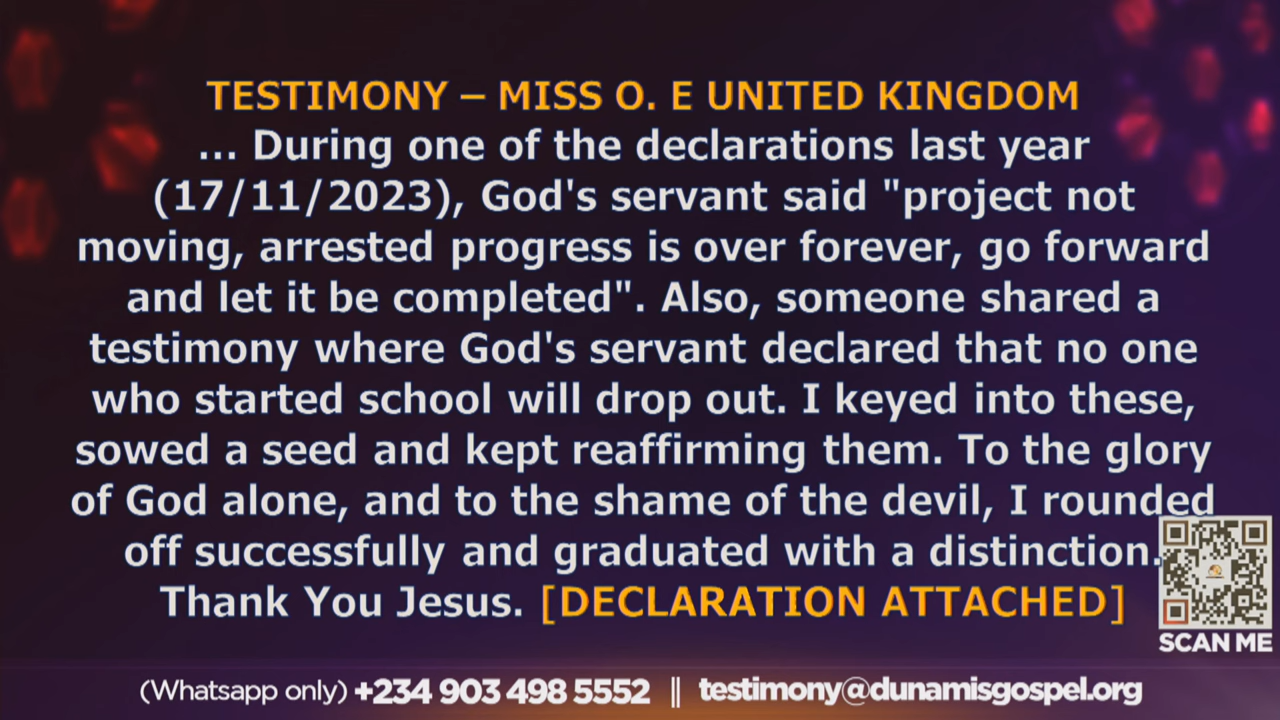 TESTIMONY – MISS O. E UNITED KINGDOM
... During one of the declarations last year
(17/11/2023), God's servant said "project not
moving, arrested progress is over forever, go forward
and let it be completed". Also, someone shared a
testimony where God's servant declared that no one
who started school will drop out. I keyed into these,
sowed a seed and kept reaffirming them. To the glory
of God alone, and to the shame of the devil, I rounded
off successfully and graduated with a distinction.
Thank You Jesus. [DECLARATION ATTACHED]
SCAN ME
(Whatsapp only) +234 903 498 5552 || testimony@dunamisgospel.org